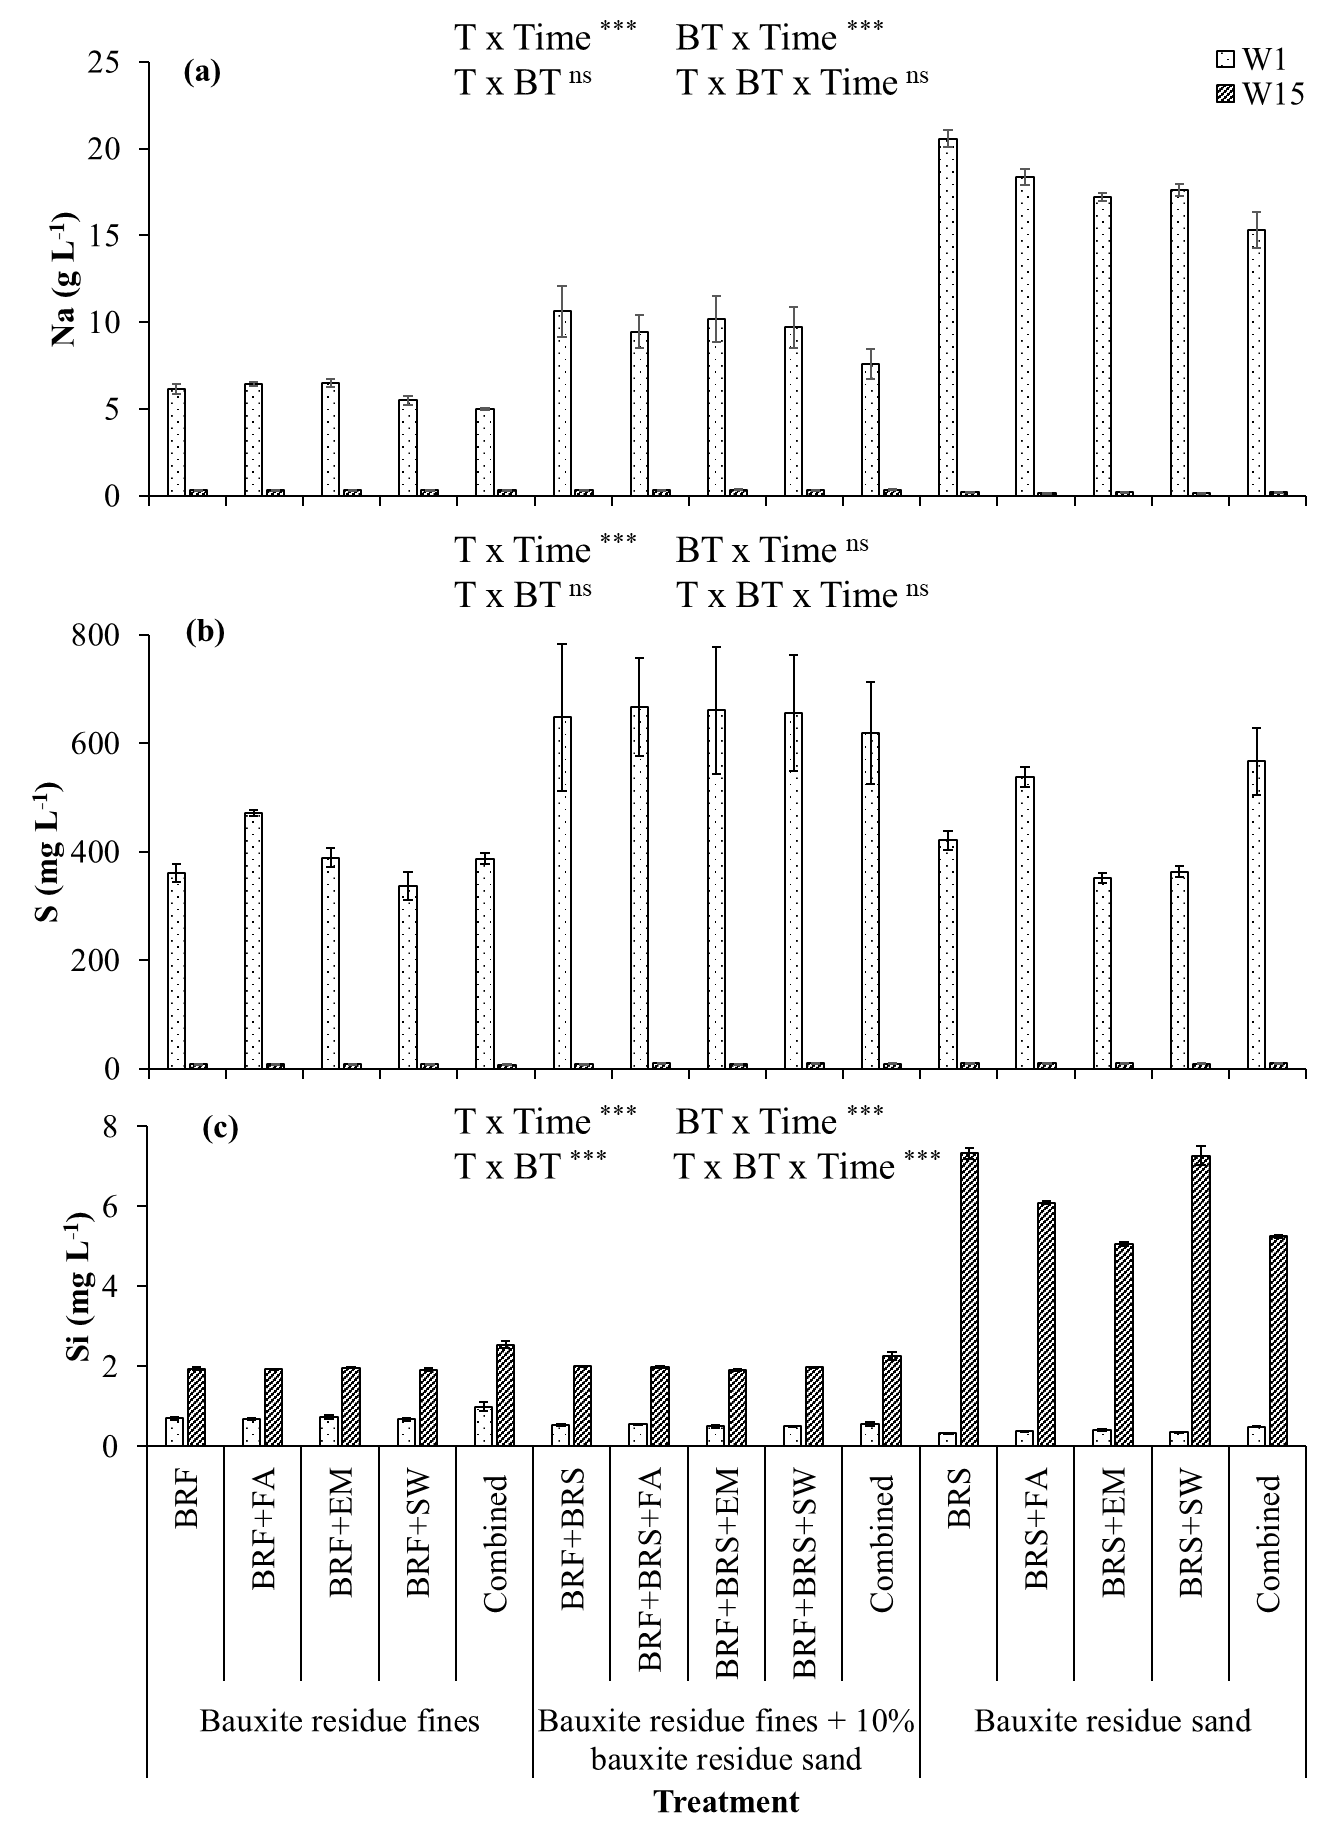 T x Time *** BT x Time ***
(a) T x BT ns T x BT x Time ns
W1
W15
25
20
15
10
5
0
Na (g L-1)
T x Time *** BT x Time ns
T x BT ns T x BT x Time ns
(b)
800
600
400
200
0
S (mg L-1)
T x Time *** BT x Time ***
(c) T x BT *** T x BT x Time ***
8
6
4
2
0
Si (mg L-1)
BRF
BRF+FA
BRF+EM
BRF+SW
Combined
BRF+BRS
BRF+BRS+FA
BRF+BRS+EM
BRF+BRS+SW
Combined
BRS
BRS+FA
BRS+EM
BRS+SW
Combined
Bauxite residue fines
Bauxite residue fines + 10%
bauxite residue sand
Bauxite residue sand
Treatment